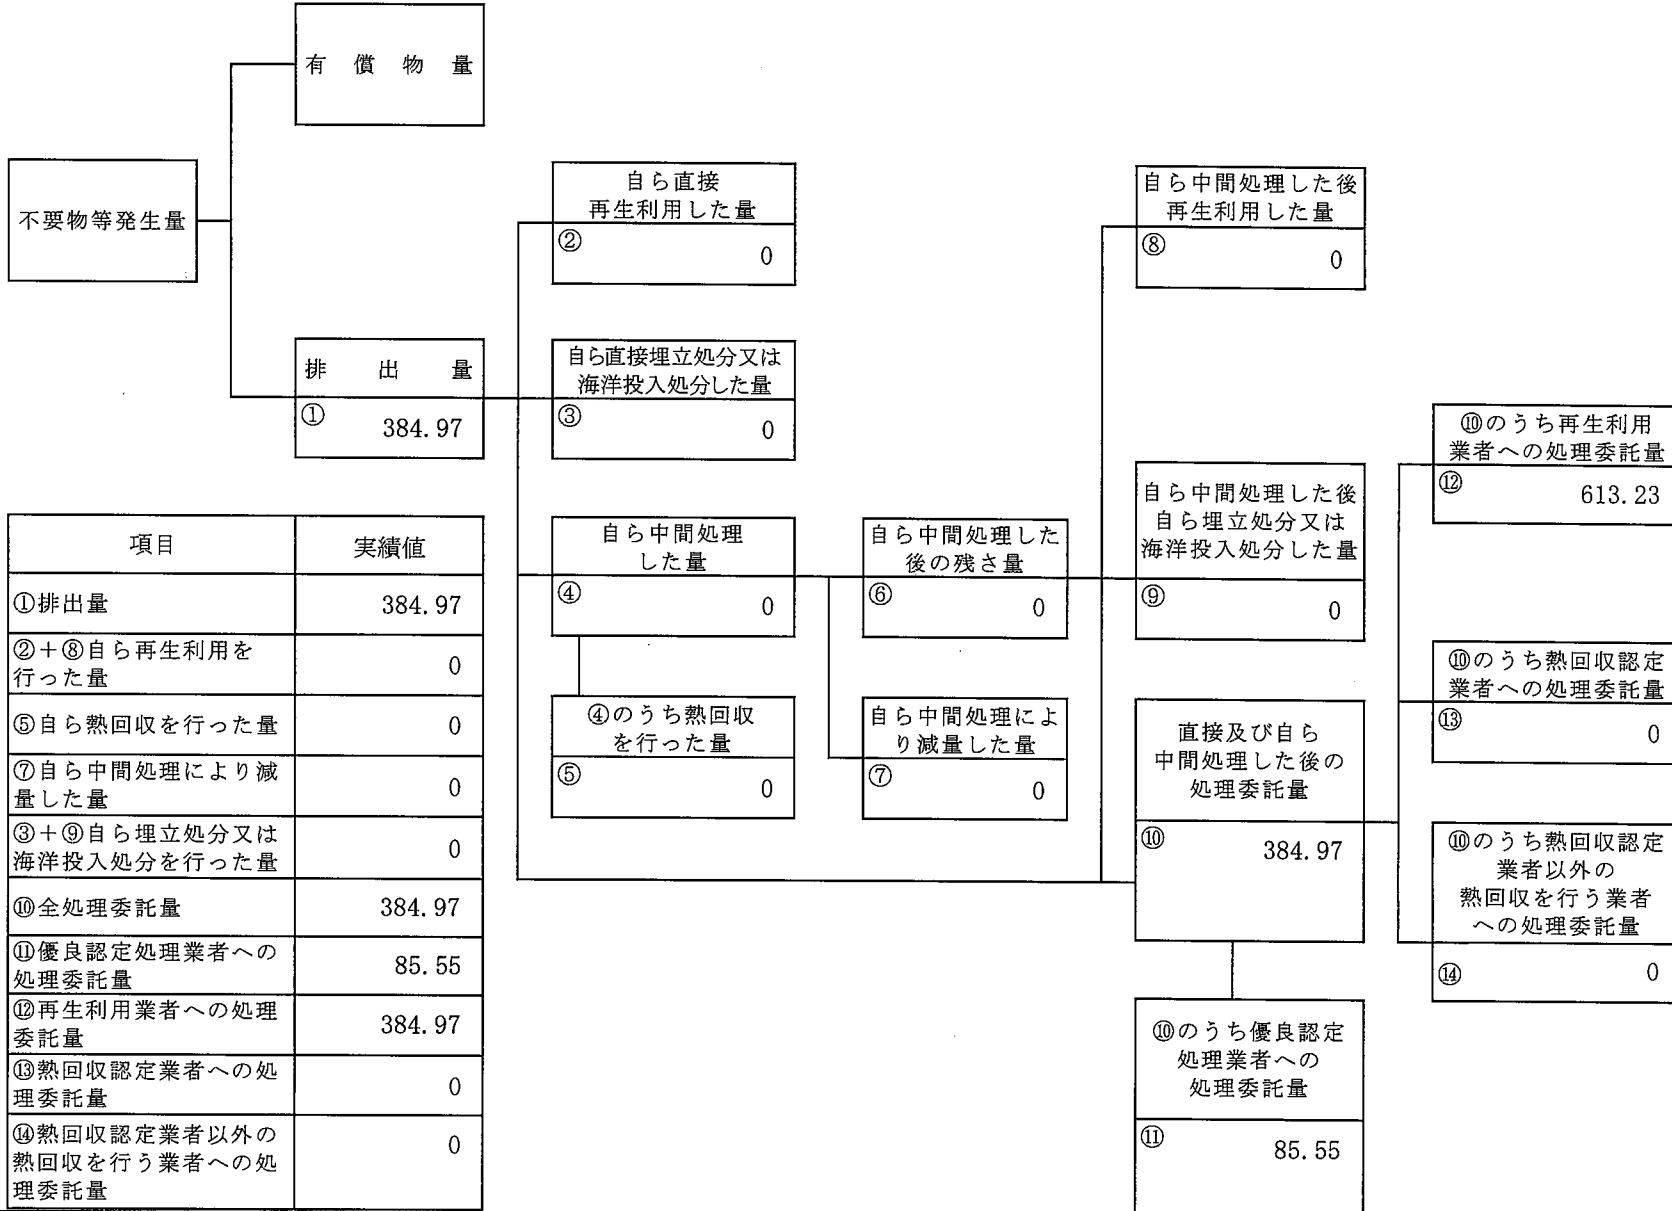 有償物量
不要物等発生量
排出量
① 384.97
自ら直接
再生利用した量
② 0
自ら直接埋立処分又は
海洋投入処分した量
③ 0
自ら中間処理
した量
④ 0
④のうち熱回収
を行った量
⑤ 0
自ら中間処理した
後の残さ量
⑥ 0
自ら中間処理によ
り減量した量
⑦ 0
自ら中間処理した後
再生利用した量
⑧ 0
自ら中間処理した後
自ら埋立処分又は
海洋投入処分した量
⑨ 0
直接及び自ら
中間処理した後の
処理委託量
⑩ 384.97
⑩のうち優良認定
処理業者への
処理委託量
⑪ 85.55
⑩のうち再生利用
業者への処理委託量
⑫ 613.23
⑩のうち熱回収認定
業者への処理委託量
⑬ 0
⑩のうち熱回収認定
業者以外の
熱回収を行う業者
への処理委託量
⑭ 0
項目 実績値
①排出量 384.97
②+⑧自ら再生利用を
行った量 0
⑤自ら熱回収を行った量 0
⑦自ら中間処理により減
量した量 0
③+⑨自ら埋立処分又は
海洋投入処分を行った量 0
⑩全処理委託量 384.97
⑪優良認定処理業者への
処理委託量 85.55
⑫再生利用業者への処理
委託量 384.97
⑬熱回収認定業者への処
理委託量 0
⑭熱回収認定業者以外の
熱回収を行う業者への処
理委託量 0